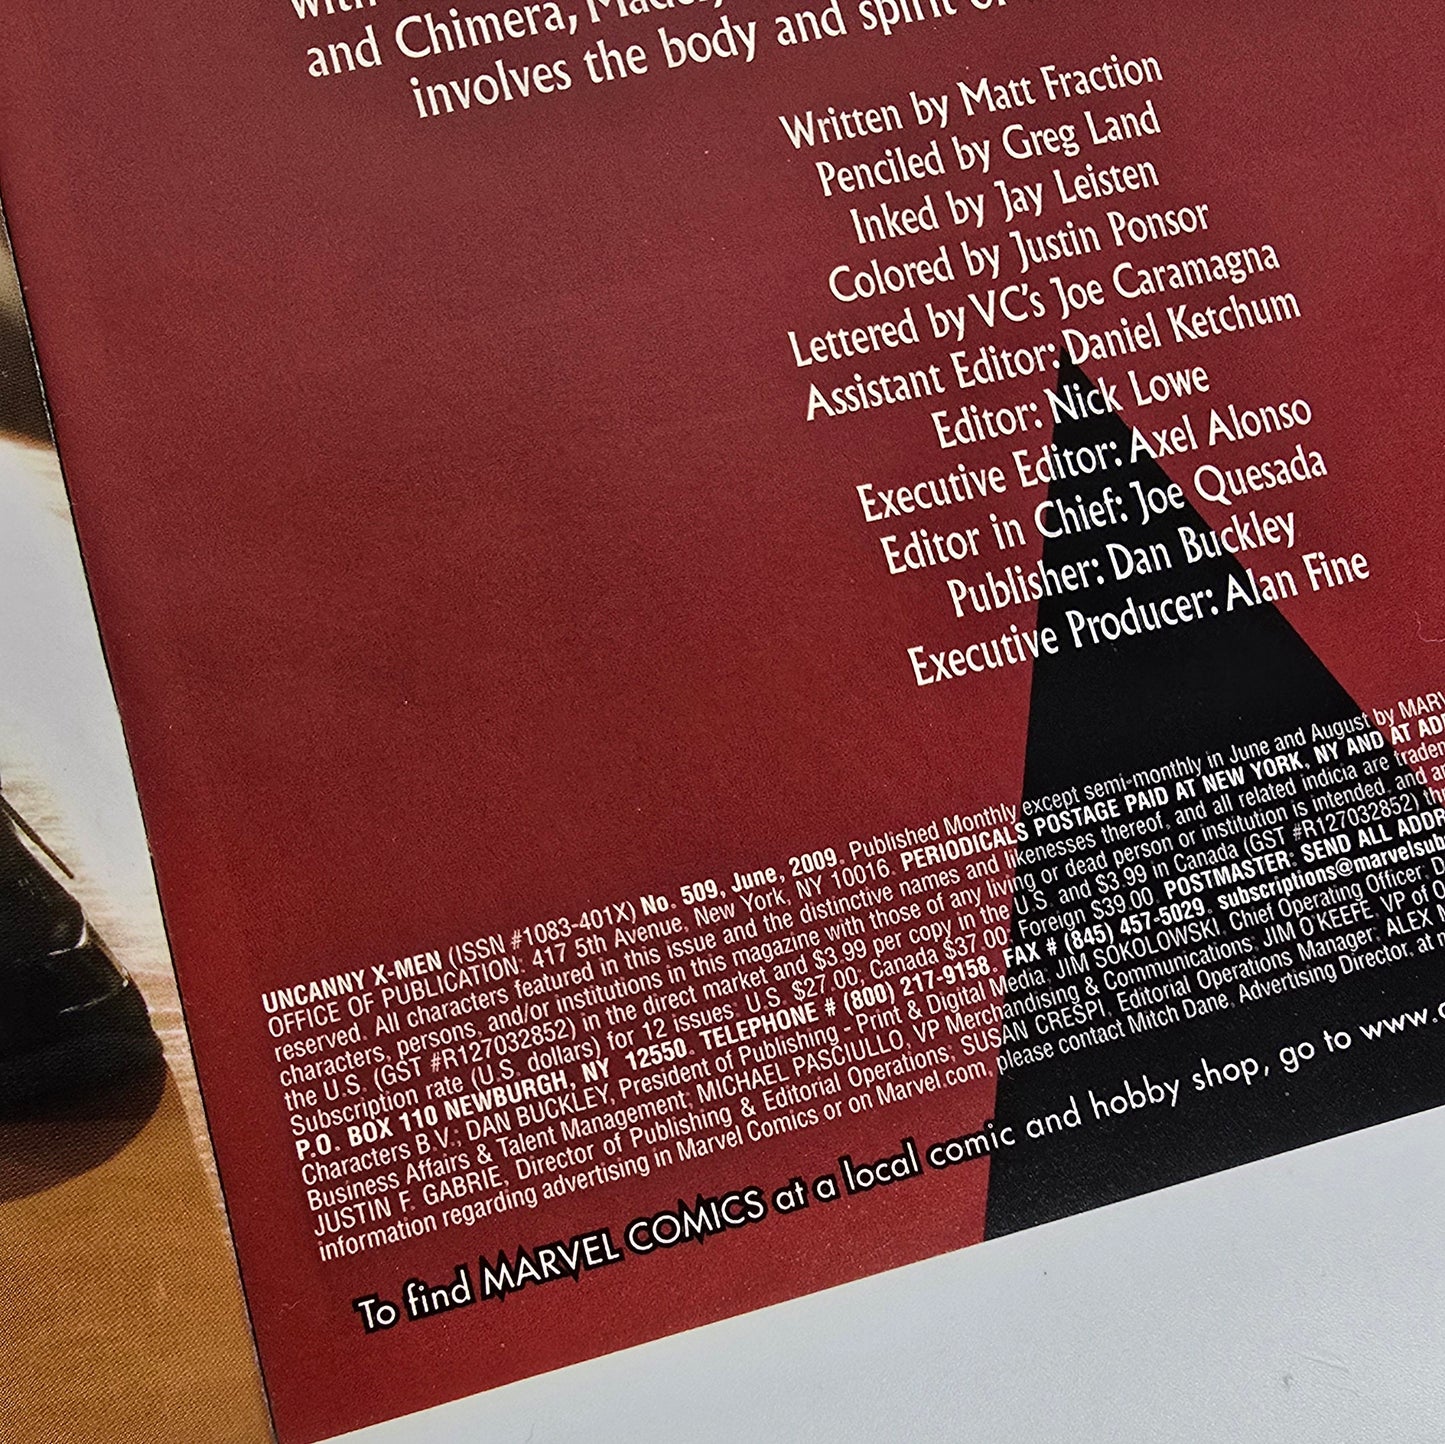 and Chimera,
involves the body and spirit
Written by Matt Fraction
Penciled by Greg Land
Inked by Jay Leisten
Colored by Justin Ponsor
Lettered by VC's Joe Caramagna
Assistant Editor: Daniel Ketchum
Editor: Nick Lowe
Executive Editor: Axel Alonso
Editor in Chief: Joe Quesada
Publisher: Dan Buckley
Executive Producer: Alan Fine
UNCANNY X-MEN (ISSN #1083-401X) No. 509, June, 2009. Published Monthly except semi-monthly in June and August by
OFFICE OF PUBLICATION: 417 5th Avenue, New York, NY 10016. PERIODICALS POSTAGE PAID AT NEW YORK, NY AND AT
reserved. All characters featured in this issue and the distinctive names and likenesses thereof, and all related indicia are
characters, persons, and/or institutions in this magazine with those of any living or dead person or institution is intended, and
the U.S. (GST #R127032852) in the direct market and $3.99 per copy in the U.S. and $3.99 in Canada (GST #R127032852)
Subscription rate (U.S. dollars) for 12 issues: U.S. $27.00; Canada $37.00; Foreign $39.00. POSTMASTER: SEND ALL
P.O. BOX 110 NEWBURGH, NY 12550. TELEPHONE # (800) 217-9158. FAX # (845) 457-5029.
Characters B.V.; DAN BUCKLEY, President of Publishing - Print & Digital Media; JIM SOKOLOWSKI, Chief Operating Officer;
Business Affairs & Talent Management; MICHAEL PASCIULLO, VP Merchandising & Communications; JIM O'KEEFE, VP of
JUSTIN F. GABRIE, Director of Publishing & Editorial Operations; SUSAN CRESPI, Editorial Operations Manager; ALEX
information regarding advertising in Marvel Comics or on Marvel.com, please contact Mitch Dane, Advertising Director, at
To find MARVEL COMICS at a local comic and hobby shop, go to www.